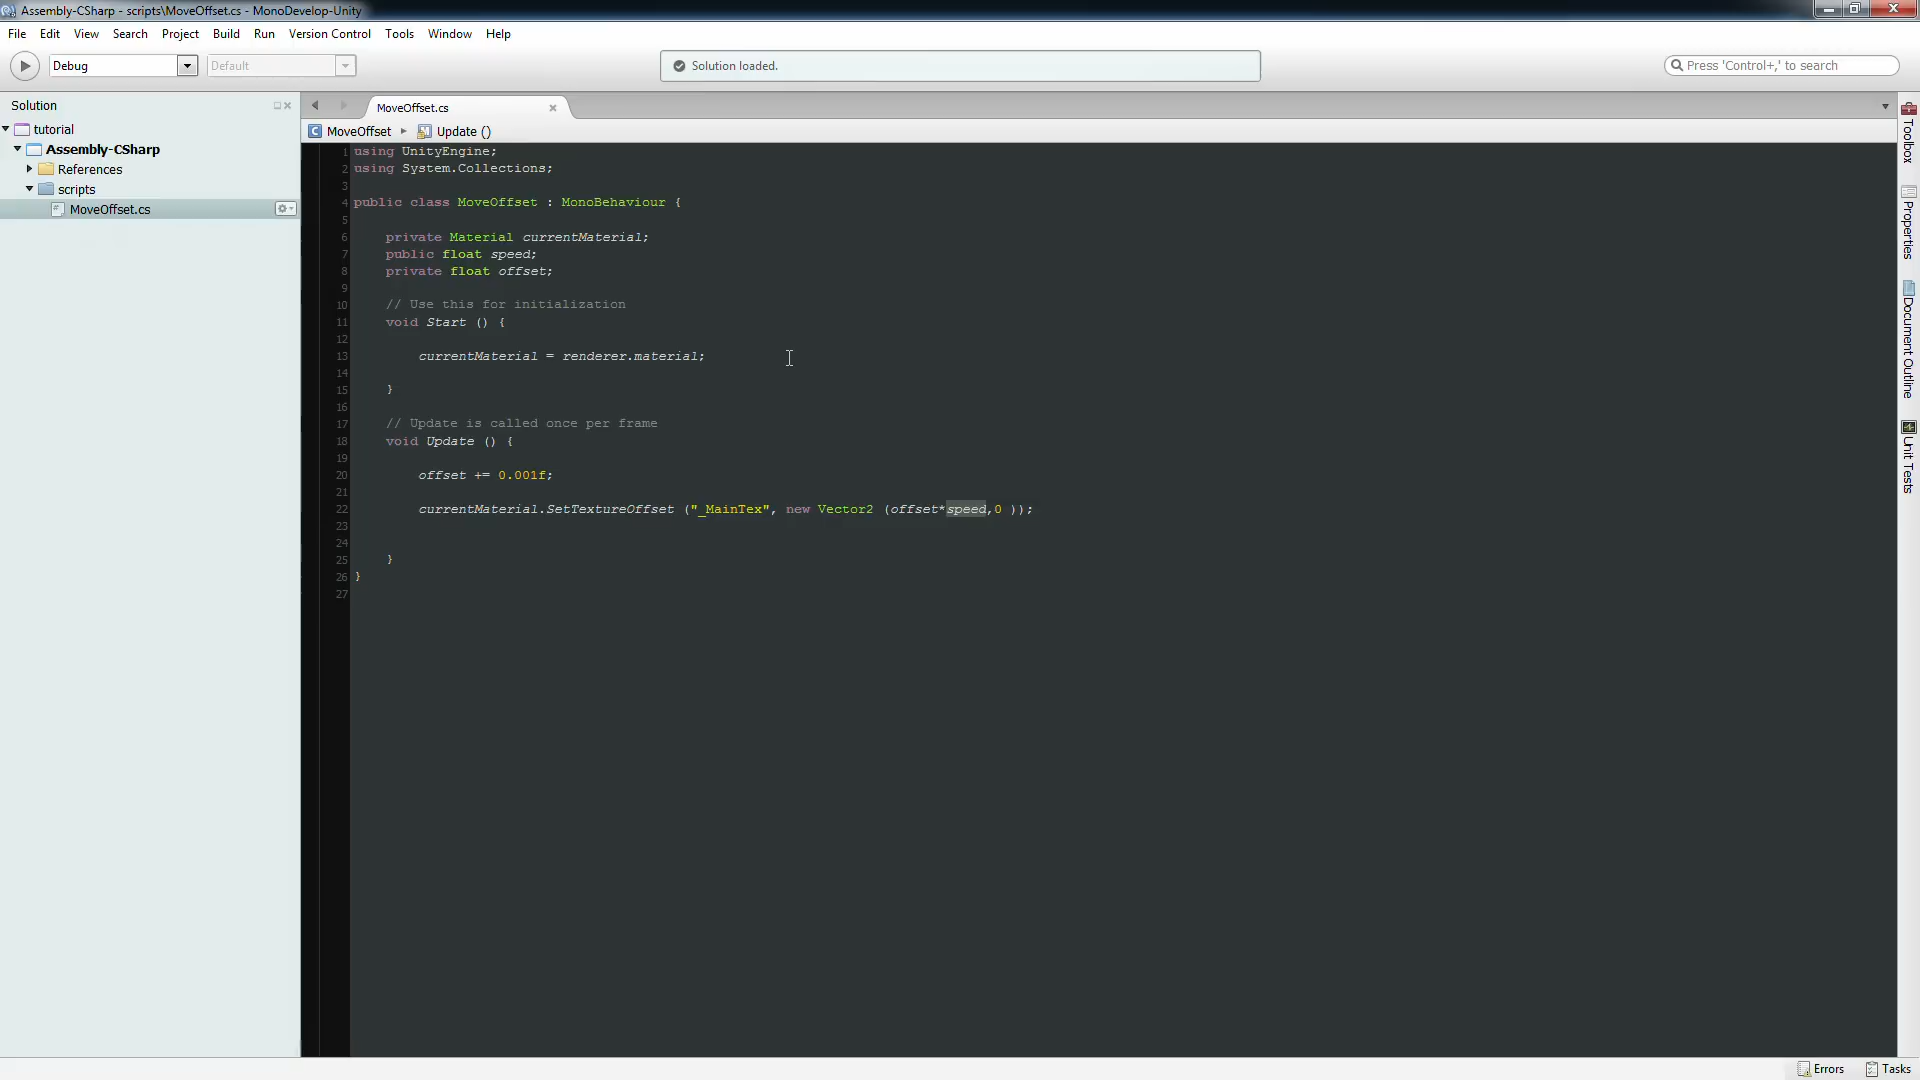 Assembly-CSharp - scripts\MoveOffset.cs - MonoDevelop-Unity
File Edit View Search Project Build Run Version Control Tools Window Help
Debug Default Solution loaded. Press 'Control+,' to search
Solution
MoveOffset.cs
tutorial
MoveOffset Update ()
Assembly-CSharp
References
scripts
MoveOffset.cs
1 using UnityEngine;
2 using System.Collections;
3
4 public class MoveOffset : MonoBehaviour {
5
6 private Material currentMaterial;
7 public float speed;
8 private float offset;
9
10 // Use this for initialization
11 void Start () {
12
13 currentMaterial = renderer.material;
14
15 }
16
17 // Update is called once per frame
18 void Update () {
19
20 offset += 0.001f;
21
22 currentMaterial.SetTextureOffset ("_MainTex", new Vector2 (offset*speed,0 ));
23
24
25 }
26 }
27
Toolbox
Properties
Document Outline
Unit Tests
Errors Tasks